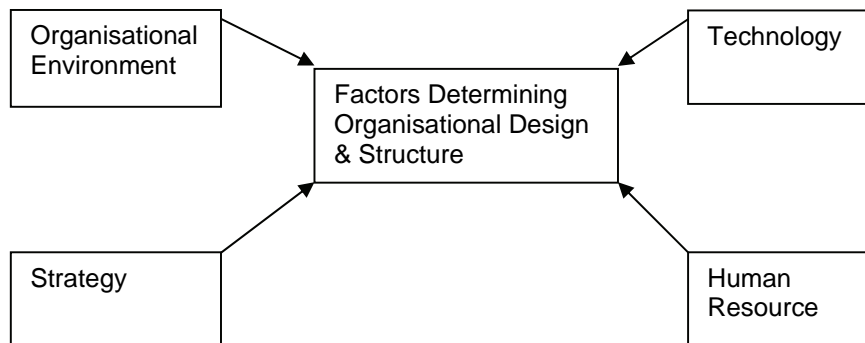 Organisational
Environment
Technology
Factors Determining
Organisational Design
& Structure
Strategy
Human
Resource